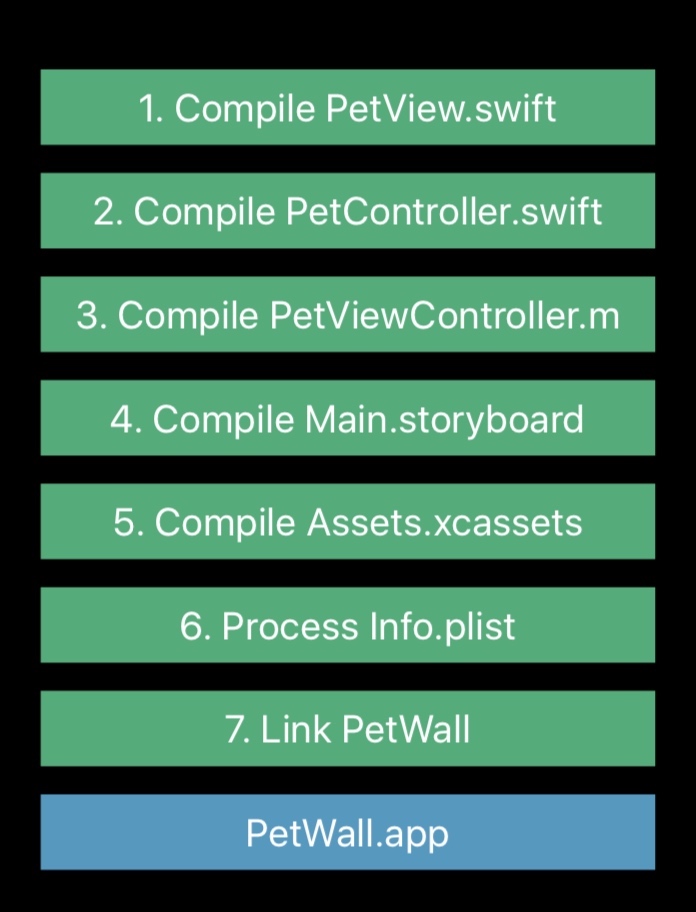 1. Compile PetView.swift
2. Compile PetController.swift
3. Compile PetViewController.m
4. Compile Main.storyboard
5. Compile Assets.xcassets
6. Process Info.plist
7. Link PetWall
PetWall.app